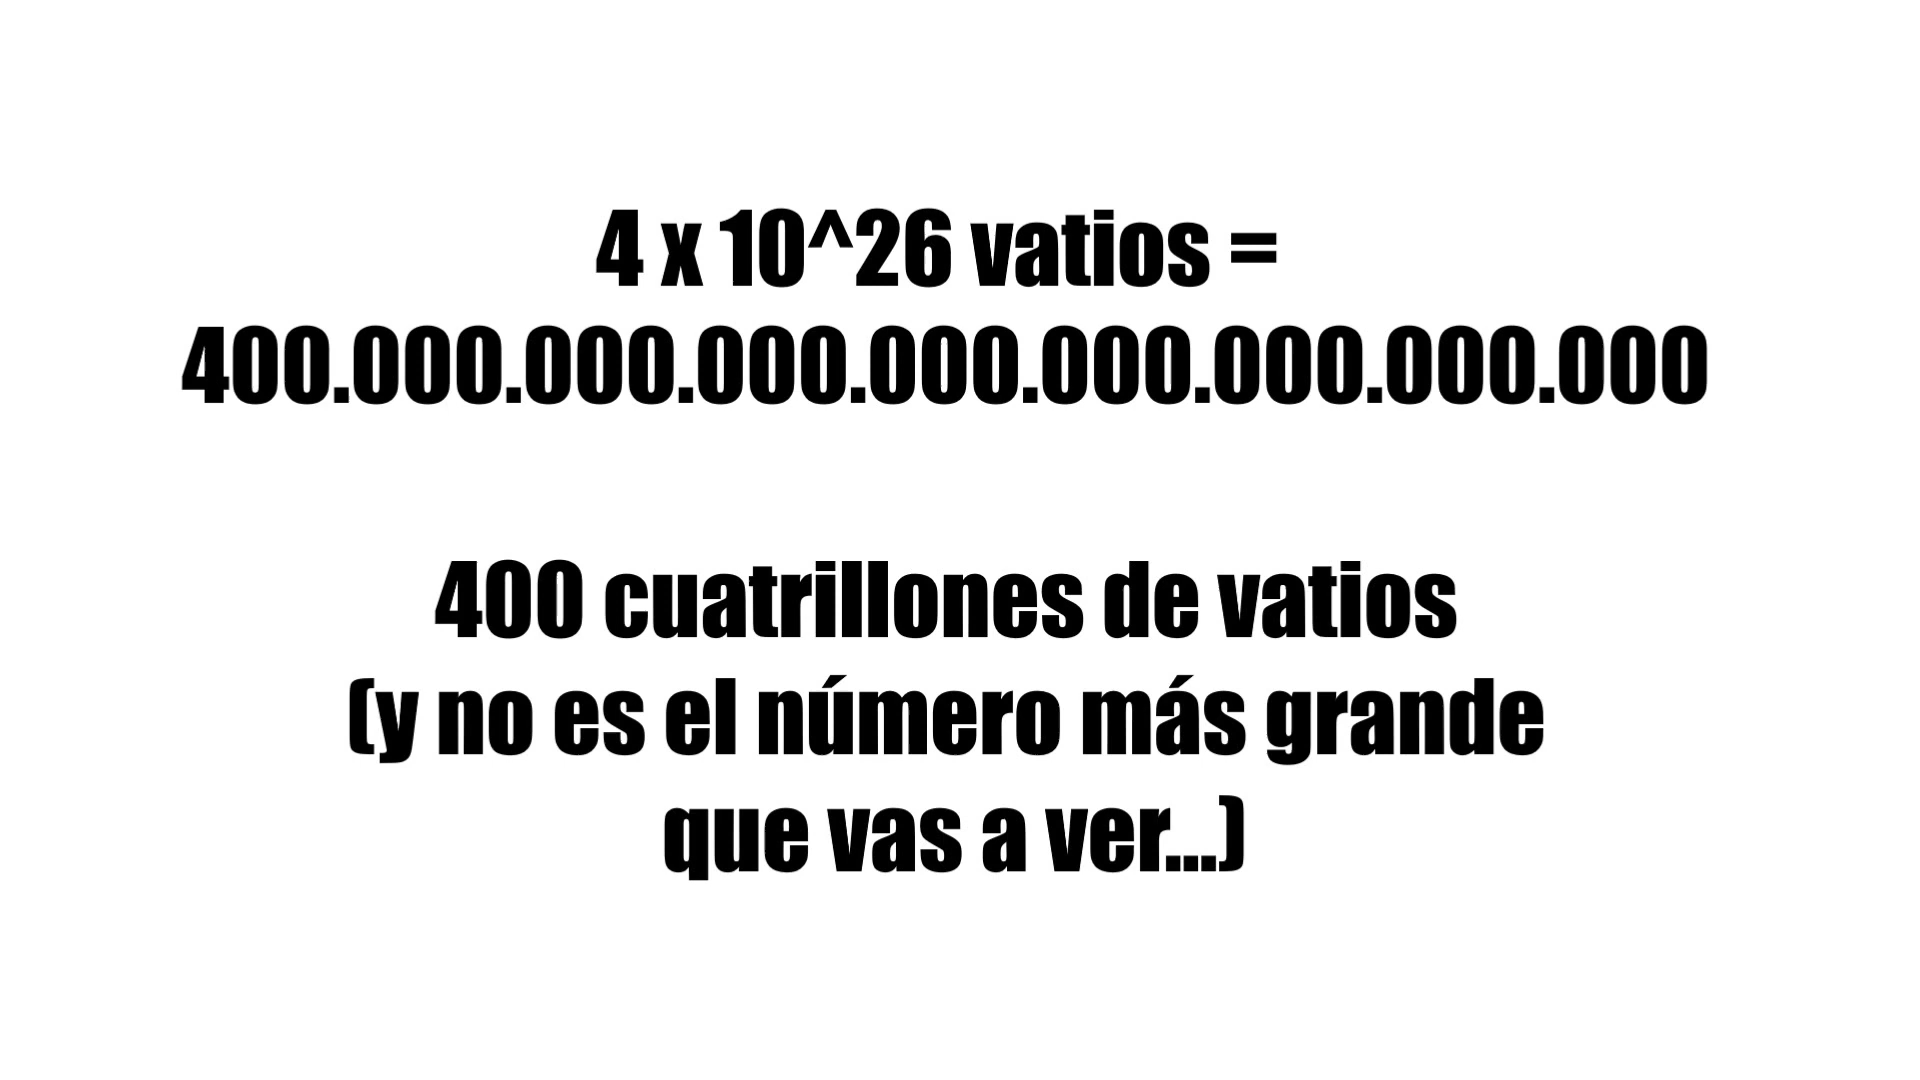 4 x 10^26 vatios =
400.000.000.000.000.000.000.000.000
400 cuatrillones de vatios
(y no es el número más grande
que vas a ver...)